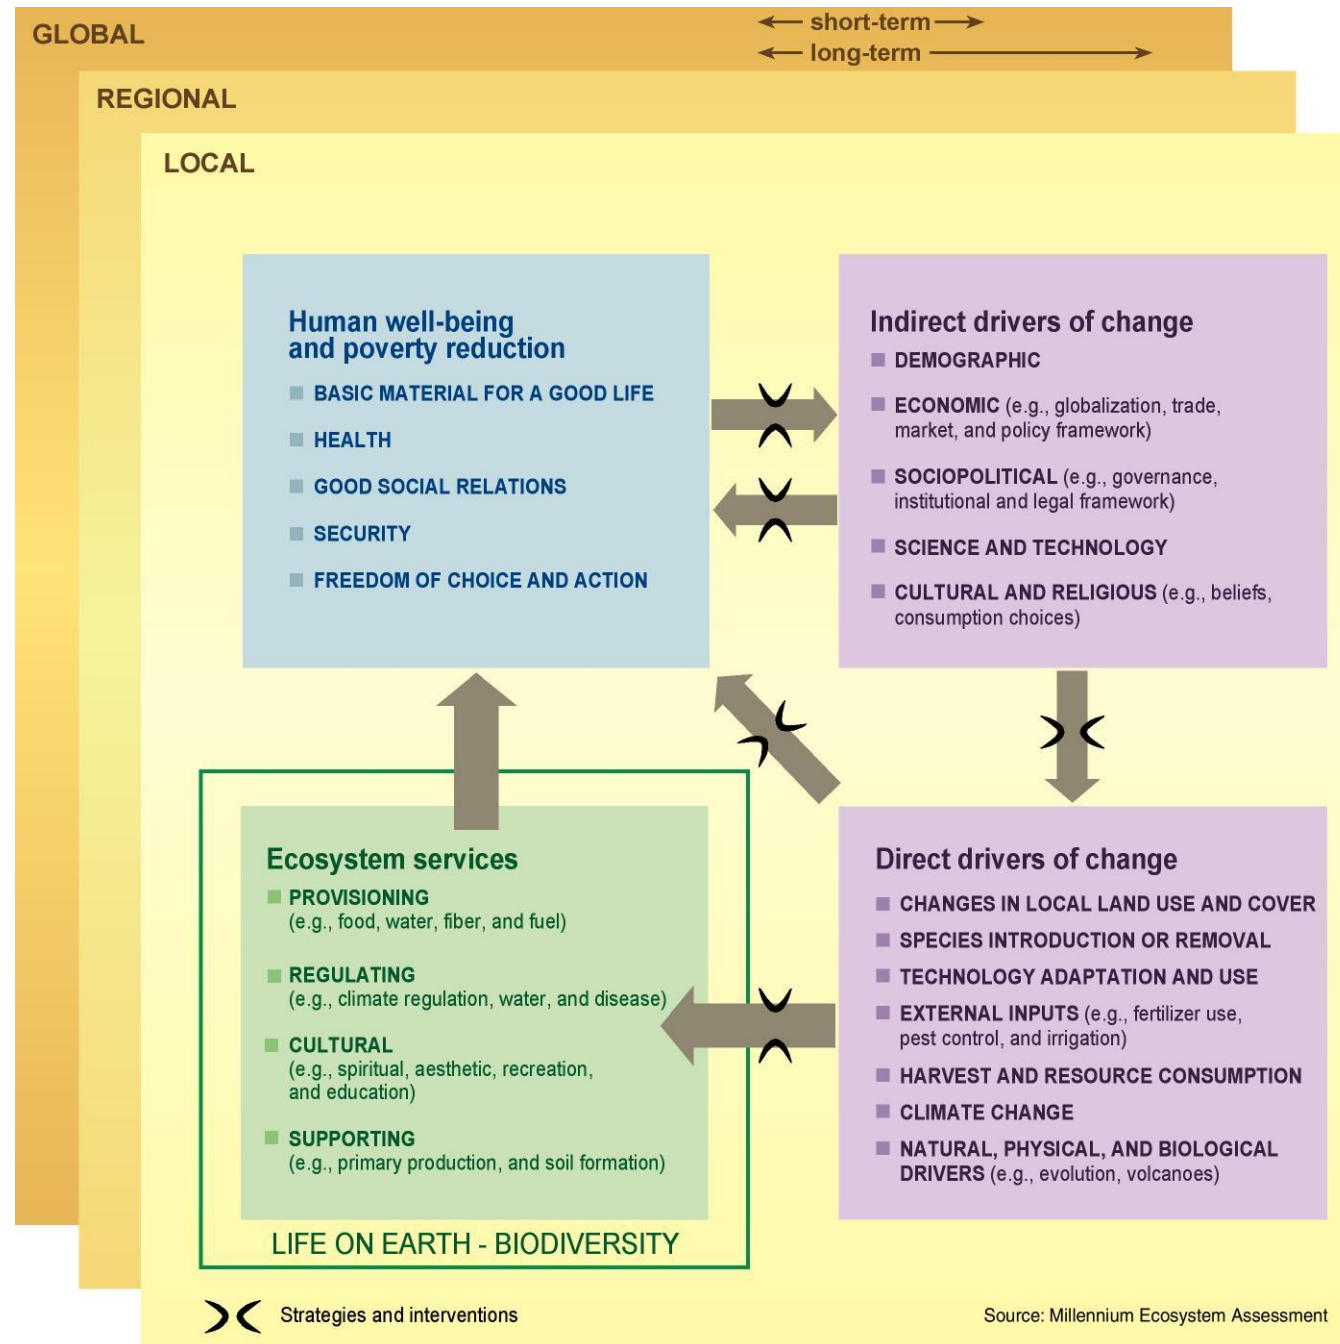 GLOBAL
short-term
long-term
REGIONAL
LOCAL
Human well-being
and poverty reduction
BASIC MATERIAL FOR A GOOD LIFE
HEALTH
GOOD SOCIAL RELATIONS
SECURITY
FREEDOM OF CHOICE AND ACTION
Indirect drivers of change
DEMOGRAPHIC
ECONOMIC (e.g., globalization, trade,
market, and policy framework)
SOCIOPOLITICAL (e.g., governance,
institutional and legal framework)
SCIENCE AND TECHNOLOGY
CULTURAL AND RELIGIOUS (e.g., beliefs,
consumption choices)
Ecosystem services
PROVISIONING
(e.g., food, water, fiber, and fuel)
REGULATING
(e.g., climate regulation, water, and disease)
CULTURAL
(e.g., spiritual, aesthetic, recreation,
and education)
SUPPORTING
(e.g., primary production, and soil formation)
LIFE ON EARTH - BIODIVERSITY
Direct drivers of change
CHANGES IN LOCAL LAND USE AND COVER
SPECIES INTRODUCTION OR REMOVAL
TECHNOLOGY ADAPTATION AND USE
EXTERNAL INPUTS (e.g., fertilizer use,
pest control, and irrigation)
HARVEST AND RESOURCE CONSUMPTION
CLIMATE CHANGE
NATURAL, PHYSICAL, AND BIOLOGICAL
DRIVERS (e.g., evolution, volcanoes)
Strategies and interventions
Source: Millennium Ecosystem Assessment